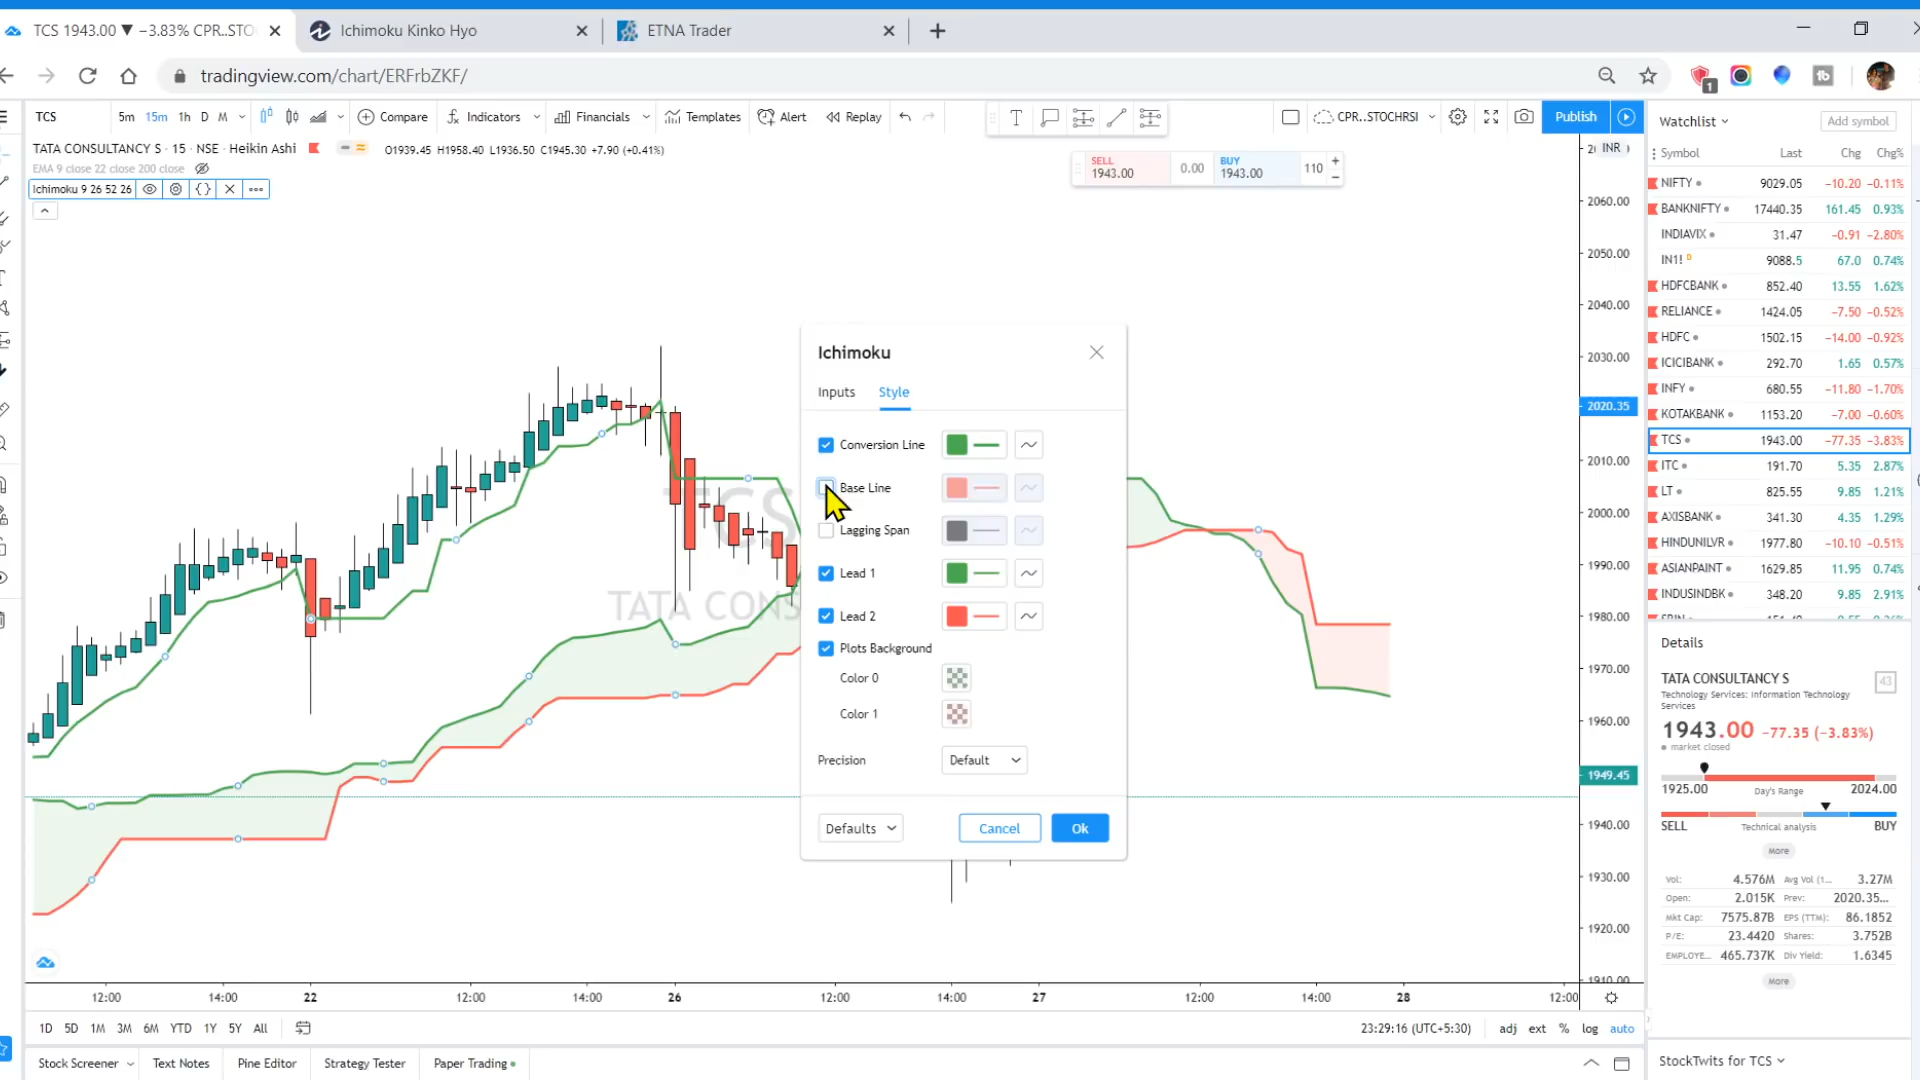 TCS 1943.00 ▼ −3.83% CPR..STO
Ichimoku Kinko Hyo
ETNA Trader
tradingview.com/chart/ERFrbZKF/
TCS 5m 15m 1h D M Compare Indicators Financials Templates Alert Replay CPR..STOCHRSI Publish
TATA CONSULTANCY S · 15 · NSE · Heikin Ashi O1939.45 H1958.40 L1936.50 C1945.30 +7.90 (+0.41%)
EMA 9 close 22 close 200 close
Ichimoku 9 26 52 26
SELL
1943.00
0.00
BUY
1943.00
110
INR
2060.00
2050.00
2040.00
2030.00
2020.35
2010.00
2000.00
1990.00
1980.00
1970.00
1960.00
1949.45
1940.00
1930.00
1920.00
1910.00
TCS
TATA CONS
Ichimoku
Inputs Style
Conversion Line
Base Line
Lagging Span
Lead 1
Lead 2
Plots Background
Color 0
Color 1
Precision Default
Defaults Cancel Ok
12:00 14:00 22 12:00 14:00 26 12:00 14:00 27 12:00 14:00 28 12:00
1D 5D 1M 3M 6M YTD 1Y 5Y All
23:29:16 (UTC+5:30) adj ext % log auto
Stock Screener Text Notes Pine Editor Strategy Tester Paper Trading
Watchlist Add symbol
Symbol Last Chg Chg%
NIFTY 9029.05 −10.20 −0.11%
BANKNIFTY 17440.35 161.45 0.93%
INDIAVIX 31.47 −0.91 −2.80%
IN1! D 9088.5 67.0 0.74%
HDFCBANK 852.40 13.55 1.62%
RELIANCE 1424.05 −7.50 −0.52%
HDFC 1502.15 −14.00 −0.92%
ICICIBANK 292.70 1.65 0.57%
INFY 680.55 −11.80 −1.70%
KOTAKBANK 1153.20 −7.00 −0.60%
TCS 1943.00 −77.35 −3.83%
ITC 191.70 5.35 2.87%
LT 825.55 9.85 1.21%
AXISBANK 341.30 4.35 1.29%
HINDUNILVR 1977.80 −10.10 −0.51%
ASIANPAINT 1629.85 11.95 0.74%
INDUSINDBK 348.20 9.85 2.91%
Details
TATA CONSULTANCY S
43
Technology Services: Information Technology
Services
1943.00 −77.35 (−3.83%)
market closed
1925.00 Day's Range 2024.00
SELL Technical analysis BUY
More
Vol: 4.576M Avg Vol (1... 3.27M
Open: 2.015K Prev: 2020.35...
Mkt Cap: 7575.87B EPS (TTM): 86.1852
P/E: 23.4420 Shares: 3.752B
EMPLOYE... 465.737K Div Yield: 1.6345
More
StockTwits for TCS